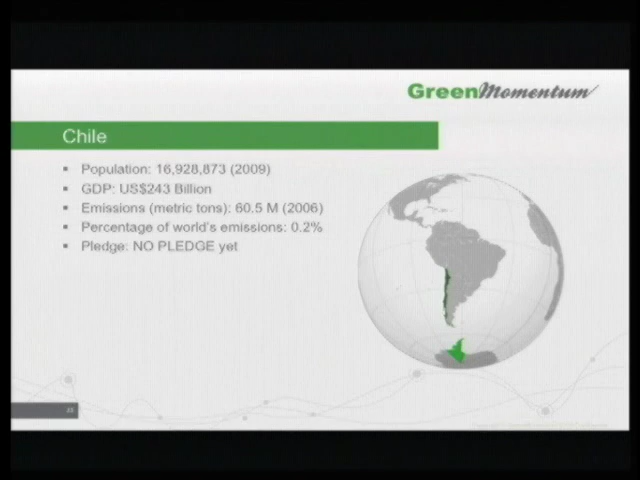 GreenMomentum
Chile
▪ Population: 16,928,873 (2009)
▪ GDP: US$243 Billion
▪ Emissions (metric tons): 60.5 M (2006)
▪ Percentage of world's emissions: 0.2%
▪ Pledge: NO PLEDGE yet